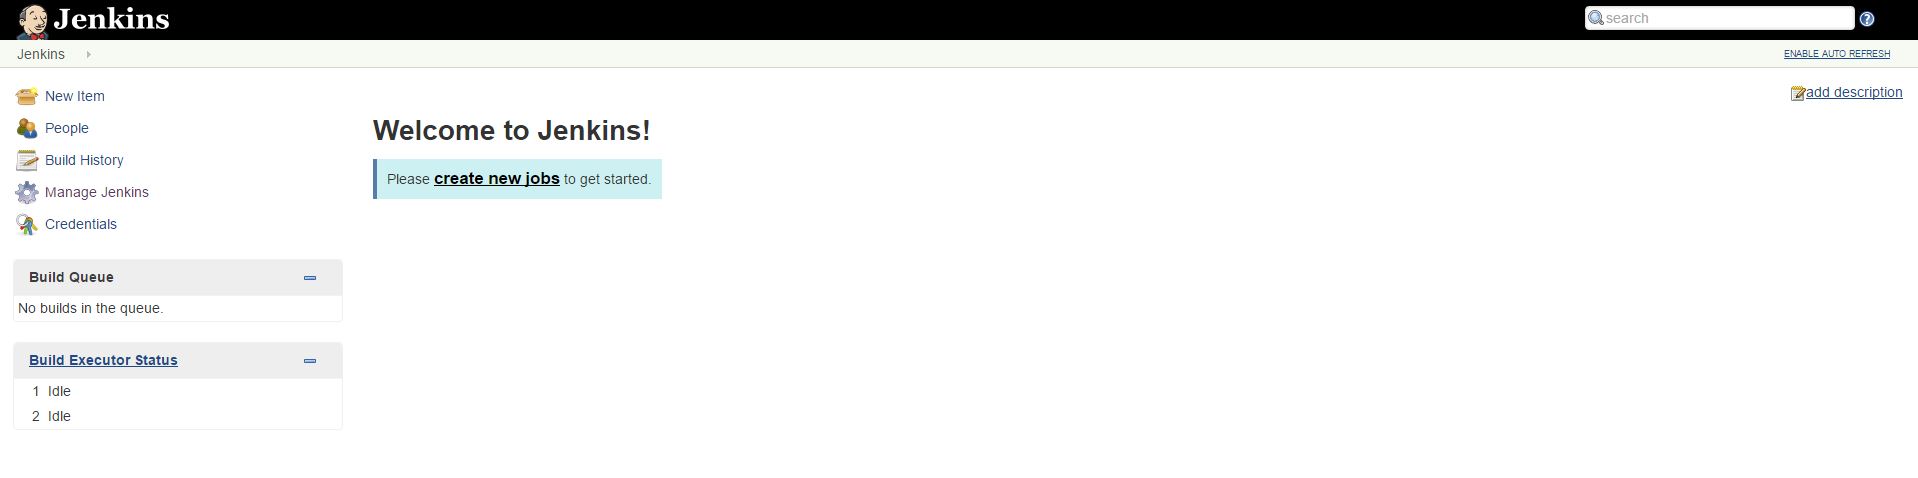 Jenkins
search
Jenkins
ENABLE AUTO REFRESH
New Item
People
Build History
Manage Jenkins
Credentials
Build Queue
No builds in the queue.
Build Executor Status
1 Idle
2 Idle
add description
Welcome to Jenkins!
Please create new jobs to get started.